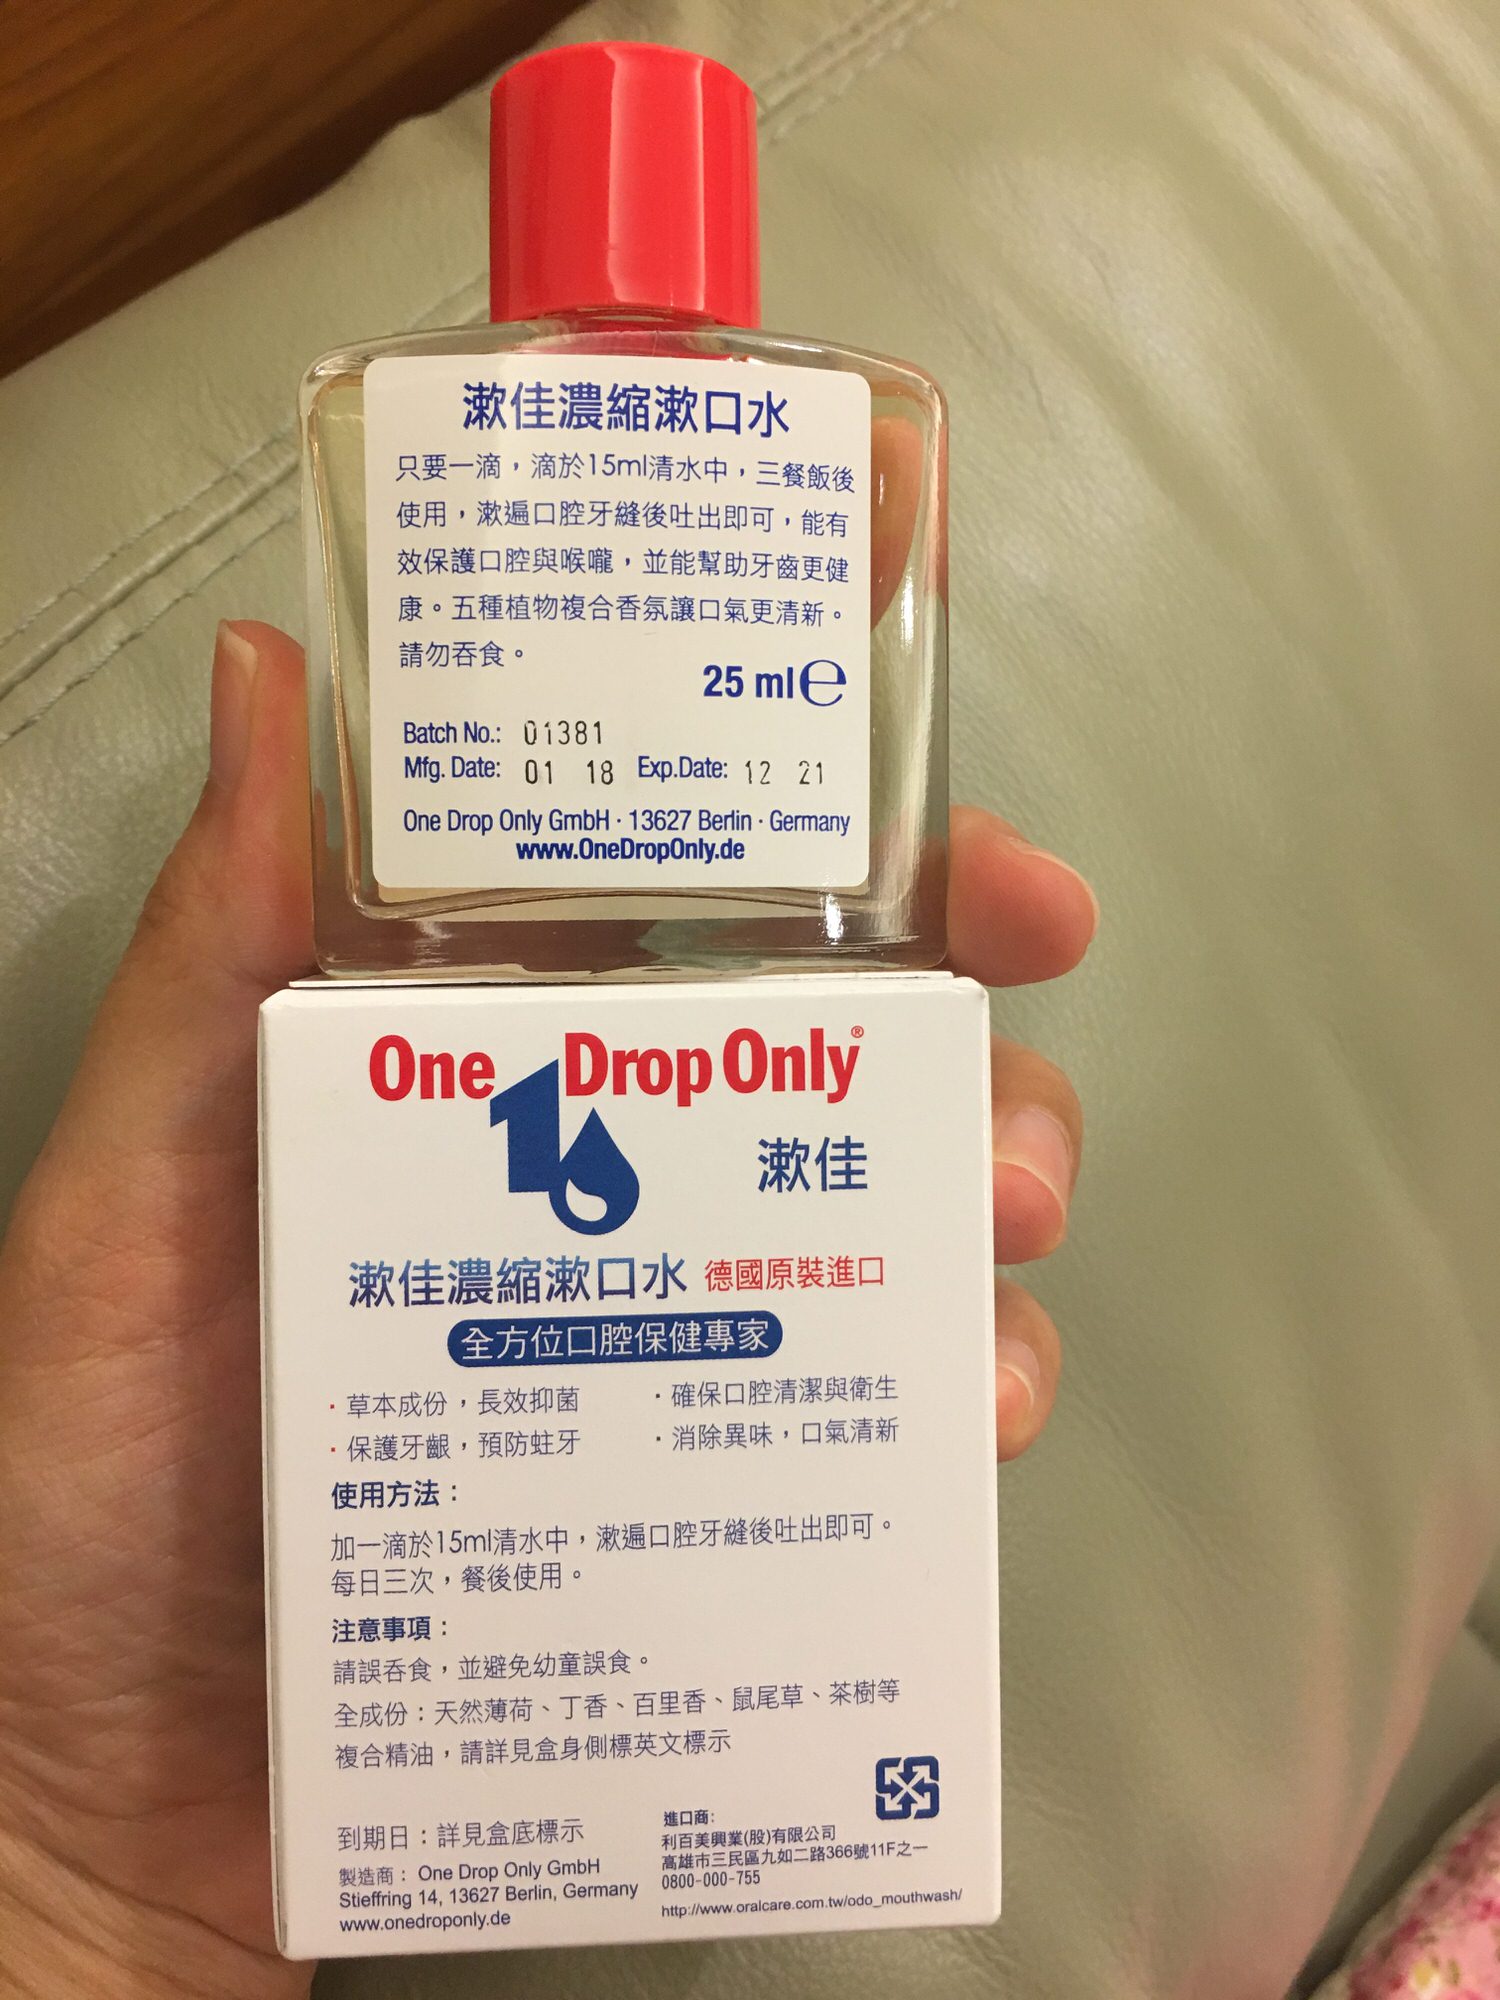 漱佳濃縮漱口水
只要一滴，滴於15ml清水中，三餐飯後
使用，漱遍口腔牙縫後吐出即可，能有
效保護口腔與喉嚨，並能幫助牙齒更健
康。五種植物複合香氛讓口氣更清新。
請勿吞食。
25 ml℮
Batch No.: 01381
Mfg. Date: 01 18 Exp.Date: 12 21
One Drop Only GmbH · 13627 Berlin · Germany
www.OneDropOnly.de
One Drop Only®
1
漱佳
漱佳濃縮漱口水 德國原裝進口
全方位口腔保健專家
· 草本成份，長效抑菌 · 確保口腔清潔與衛生
· 保護牙齦，預防蛀牙 · 消除異味，口氣清新
使用方法：
加一滴於15ml清水中，漱遍口腔牙縫後吐出即可。
每日三次，餐後使用。
注意事項：
請誤吞食，並避免幼童誤食。
全成份：天然薄荷、丁香、百里香、鼠尾草、茶樹等
複合精油，請詳見盒身側標英文標示
到期日：詳見盒底標示
製造商： One Drop Only GmbH
Stieffring 14, 13627 Berlin, Germany
www.onedroponly.de
進口商:
利百美興業(股)有限公司
高雄市三民區九如二路366號11F之一
0800-000-755
http://www.oralcare.com.tw/odo_mouthwash/